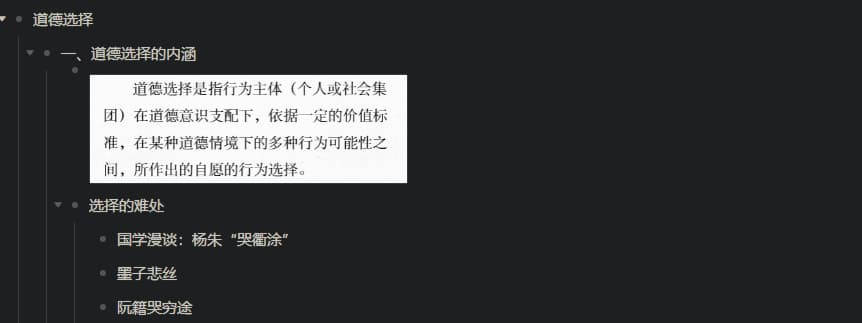 道德选择
一、道德选择的内涵
道德选择是指行为主体（个人或社会集
团）在道德意识支配下，依据一定的价值标
准，在某种道德情境下的多种行为可能性之
间，所作出的自愿的行为选择。
选择的难处
国学漫谈：杨朱“哭衢涂”
墨子悲丝
阮籍哭穷途